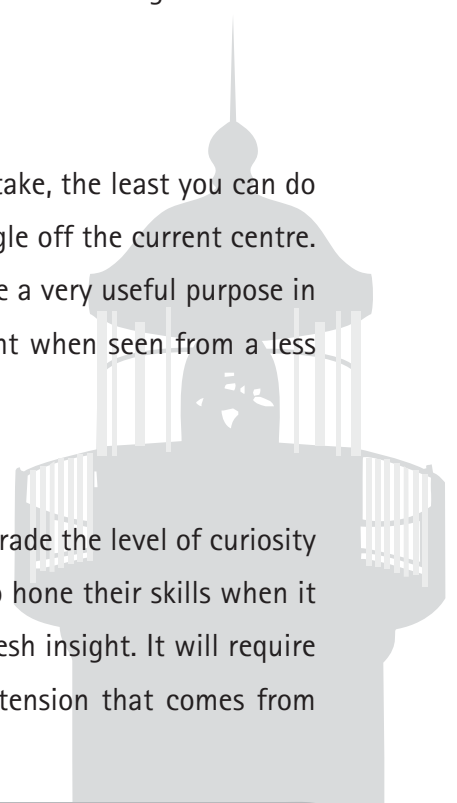 take, the least you can do
gle off the current centre.
e a very useful purpose in
nt when seen from a less
rade the level of curiosity
o hone their skills when it
esh insight. It will require
tension that comes from